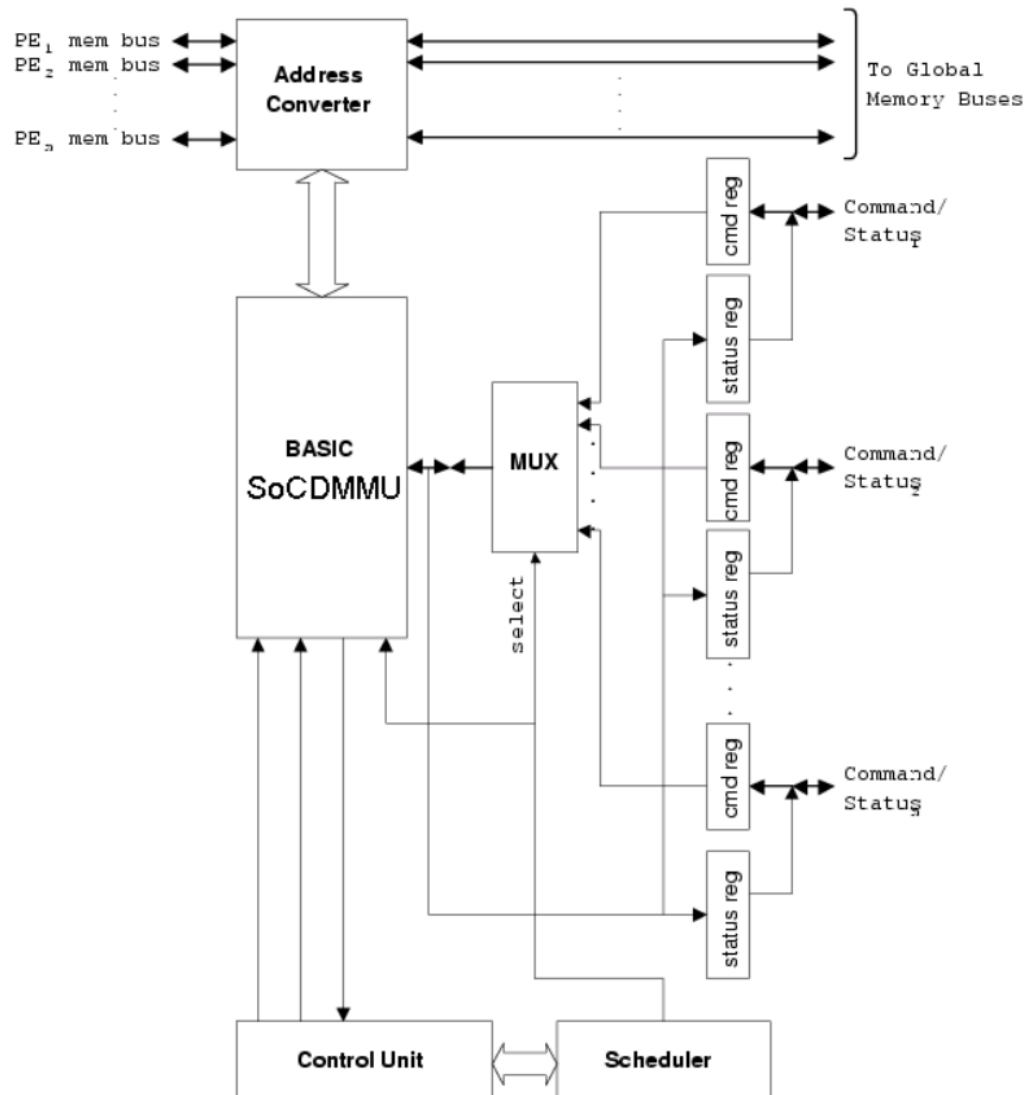 PE1 mem bus
PE2 mem bus
PEn mem bus
Address
Converter
To Global
Memory Buses
cmd reg
Command/
Status1
status reg
BASIC
SoCDMMU
MUX
cmd reg
Command/
Status2
select
status reg
cmd reg
Command/
Statusn
status reg
Control Unit
Scheduler